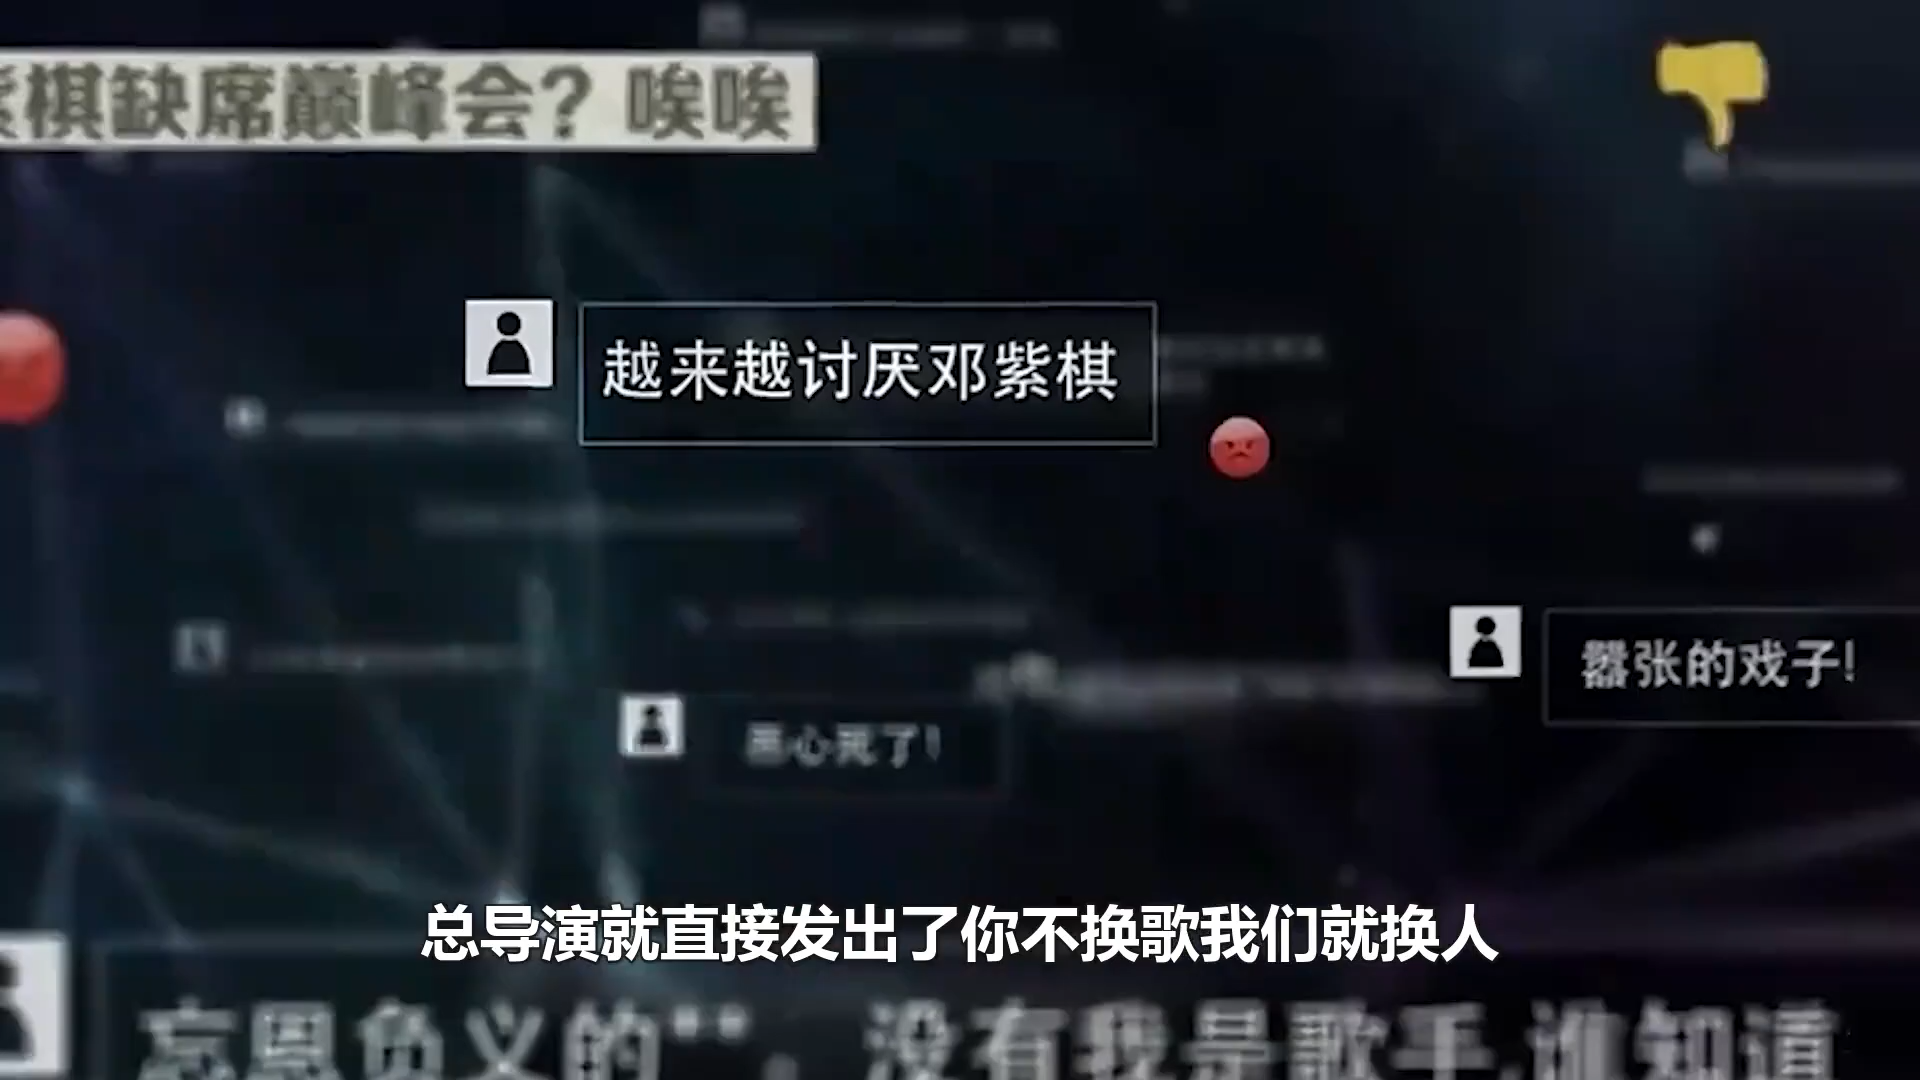 紫棋缺席巅峰会？唉唉
越来越讨厌邓紫棋
嚣张的戏子!
恶心死了!
总导演就直接发出了你不换歌我们就换人
忘恩负义的**，没有我是歌手,谁知道